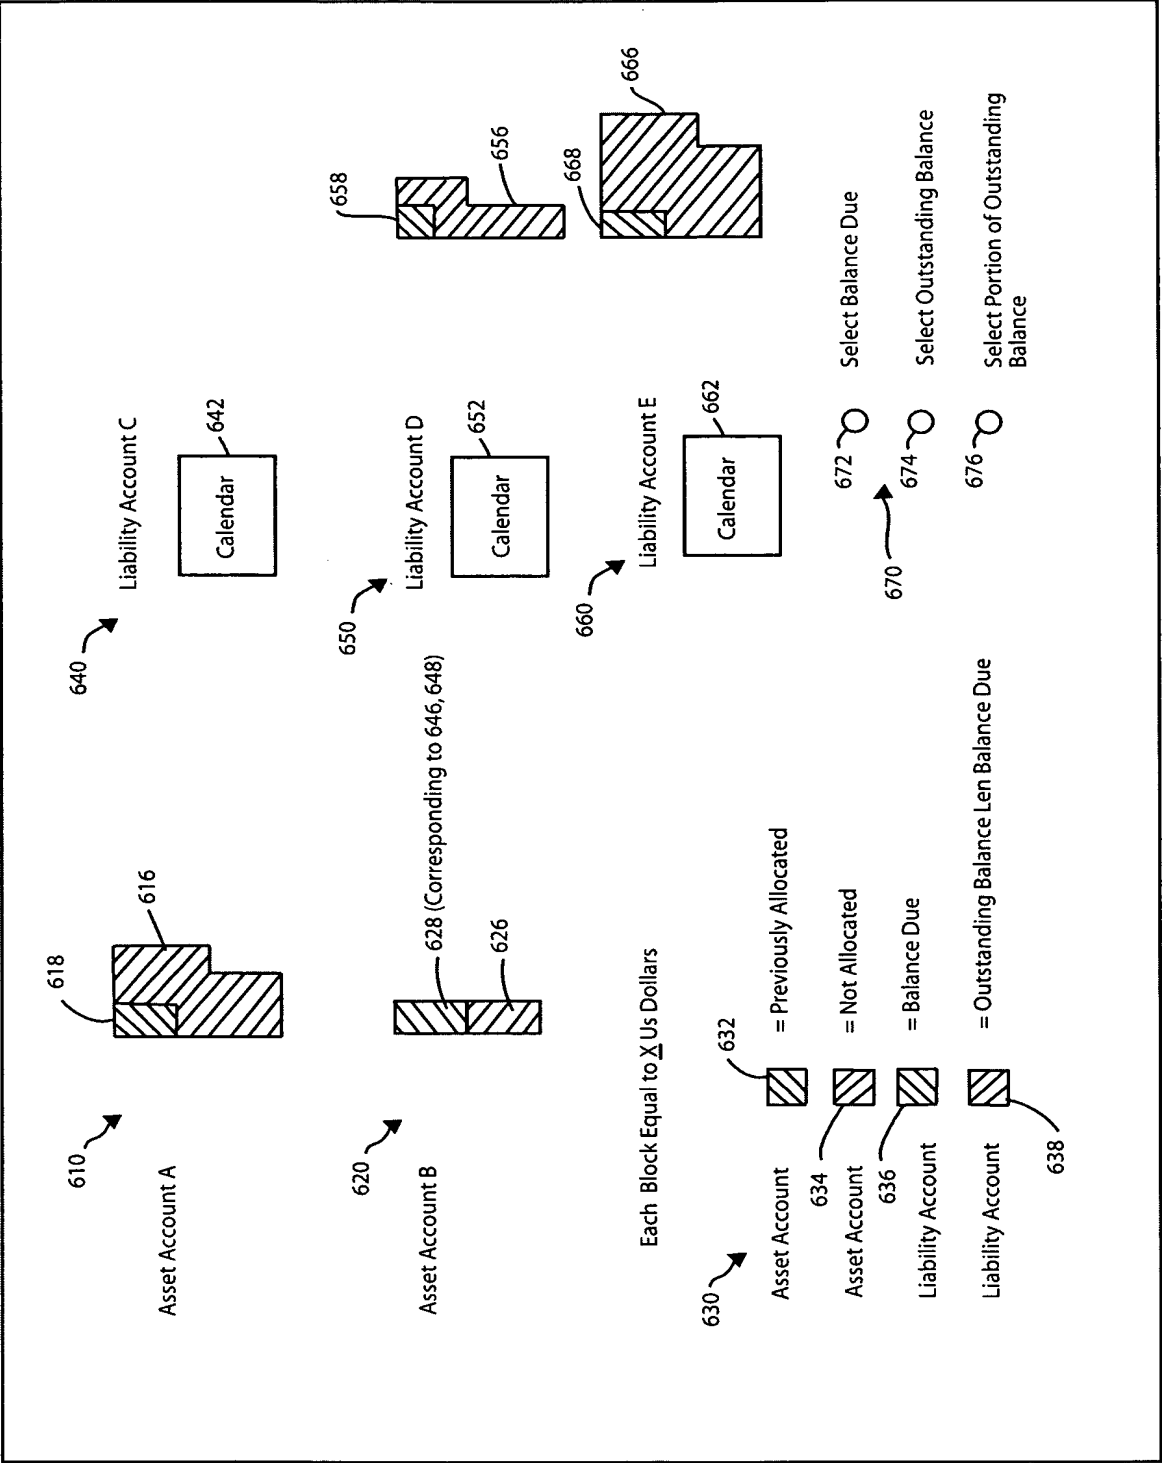 610
618
616
Asset Account A
640
Liability Account C
642
Calendar
620
628 (Corresponding to 646, 648)
626
Asset Account B
650
Liability Account D
652
Calendar
658
656
Each Block Equal to X Us Dollars
660
Liability Account E
662
Calendar
668
666
630
632
Asset Account
= Previously Allocated
634
Asset Account
= Not Allocated
636
Liability Account
= Balance Due
638
Liability Account
= Outstanding Balance Len Balance Due
670
672
Select Balance Due
674
Select Outstanding Balance
676
Select Portion of Outstanding
Balance